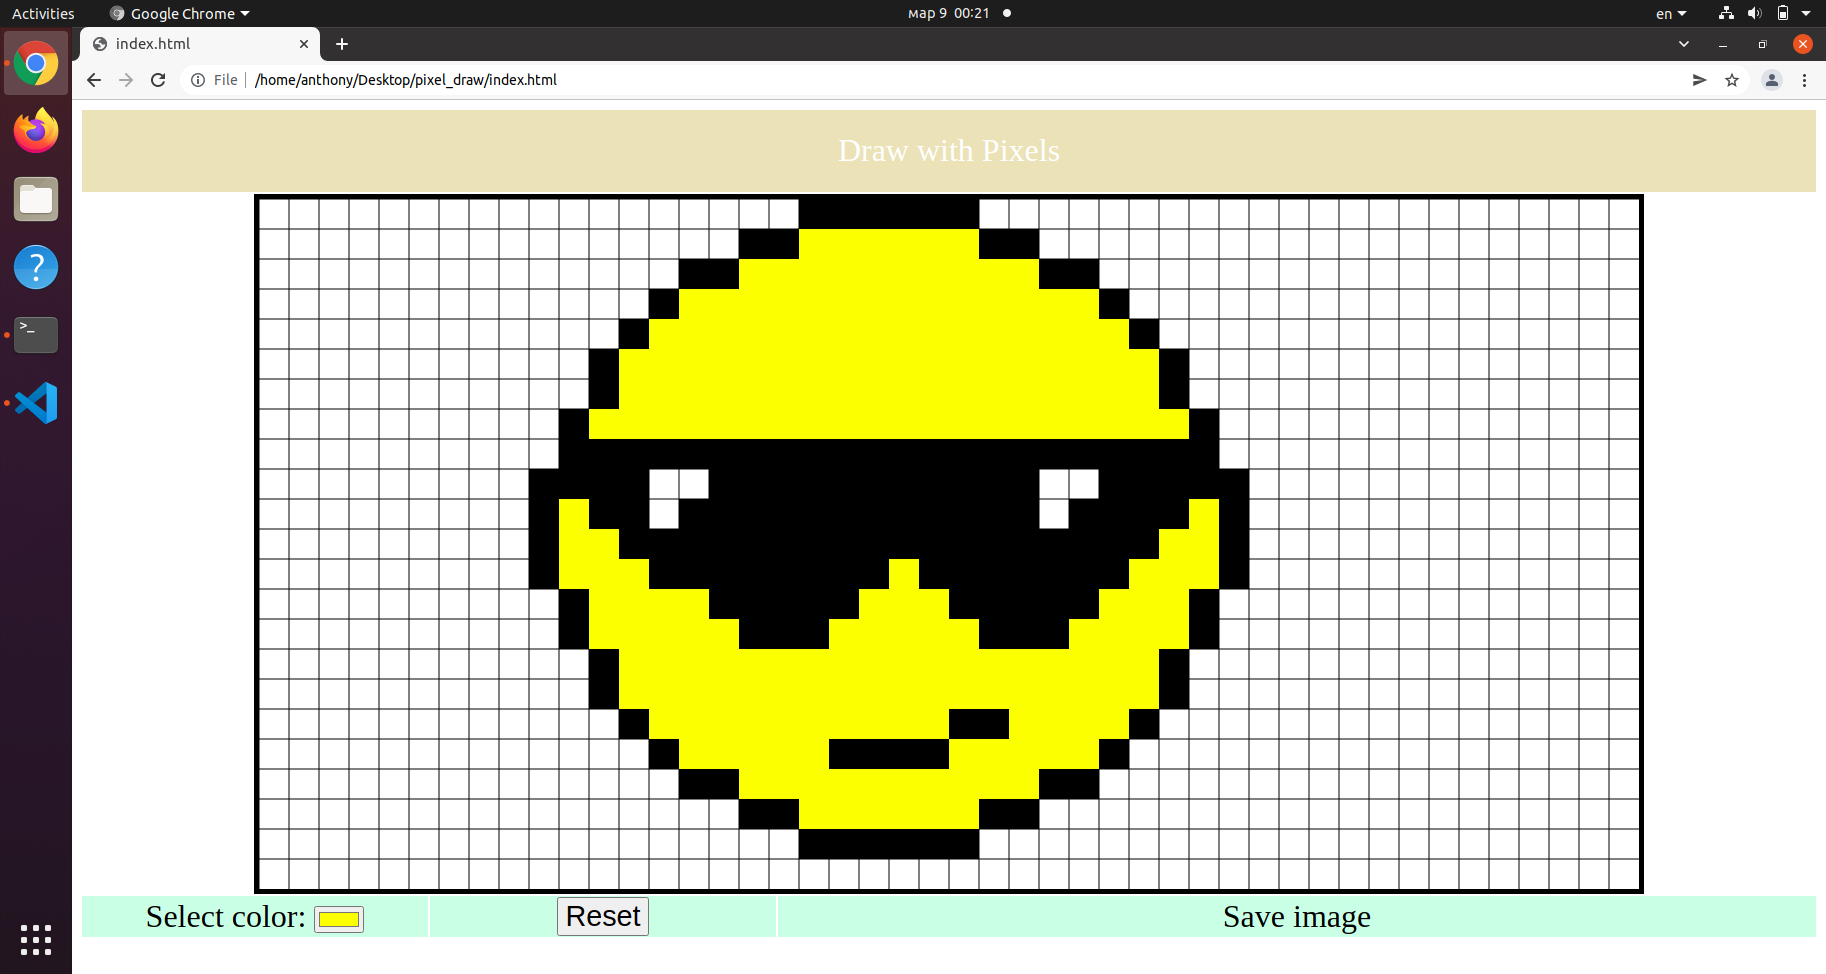 Activities
Google Chrome
мар 9 00:21
en
index.html
File
/home/anthony/Desktop/pixel_draw/index.html
Draw with Pixels
?
>_
Select color:
Reset
Save image